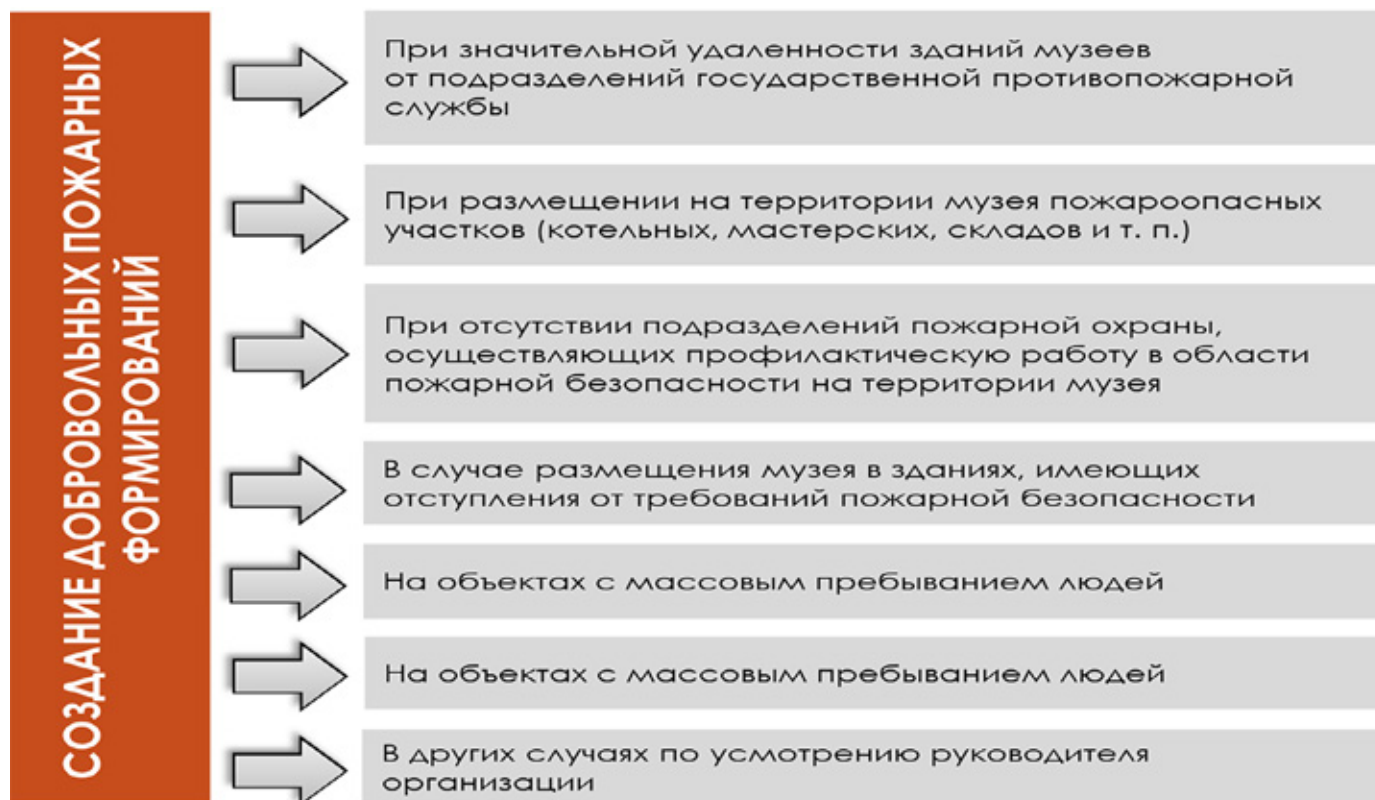 СОЗДАНИЕ ДОБРОВОЛЬНЫХ ПОЖАРНЫХ
ФОРМИРОВАНИЙ
При значительной удаленности зданий музеев
от подразделений государственной противопожарной
службы
При размещении на территории музея пожароопасных
участков (котельных, мастерских, складов и т. п.)
При отсутствии подразделений пожарной охраны,
осуществляющих профилактическую работу в области
пожарной безопасности на территории музея
В случае размещения музея в зданиях, имеющих
отступления от требований пожарной безопасности
На объектах с массовым пребыванием людей
На объектах с массовым пребыванием людей
В других случаях по усмотрению руководителя
организации